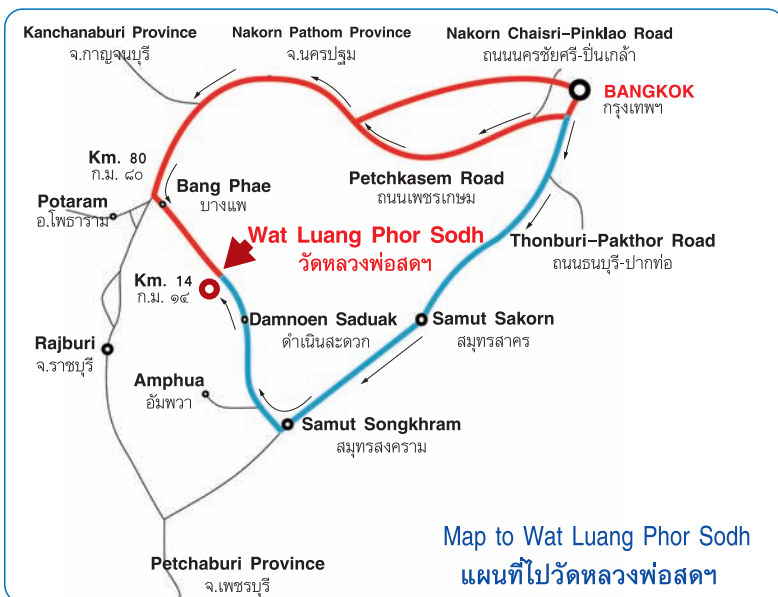 Kanchanaburi Province
จ.กาญจนบุรี
Nakorn Pathom Province
จ.นครปฐม
Nakorn Chaisri-Pinklao Road
ถนนนครชัยศรี-ปิ่นเกล้า
BANGKOK
กรุงเทพฯ
Km. 80
ก.ม. ๘๐
Bang Phae
บางแพ
Petchkasem Road
ถนนเพชรเกษม
Potaram
อ.โพธาราม
Wat Luang Phor Sodh
วัดหลวงพ่อสดฯ
Thonburi-Pakthor Road
ถนนธนบุรี-ปากท่อ
Km. 14
ก.ม. ๑๔
Damnoen Saduak
ดำเนินสะดวก
Samut Sakorn
สมุทรสาคร
Rajburi
จ.ราชบุรี
Amphua
อัมพวา
Samut Songkhram
สมุทรสงคราม
Petchaburi Province
จ.เพชรบุรี
Map to Wat Luang Phor Sodh
แผนที่ไปวัดหลวงพ่อสดฯ